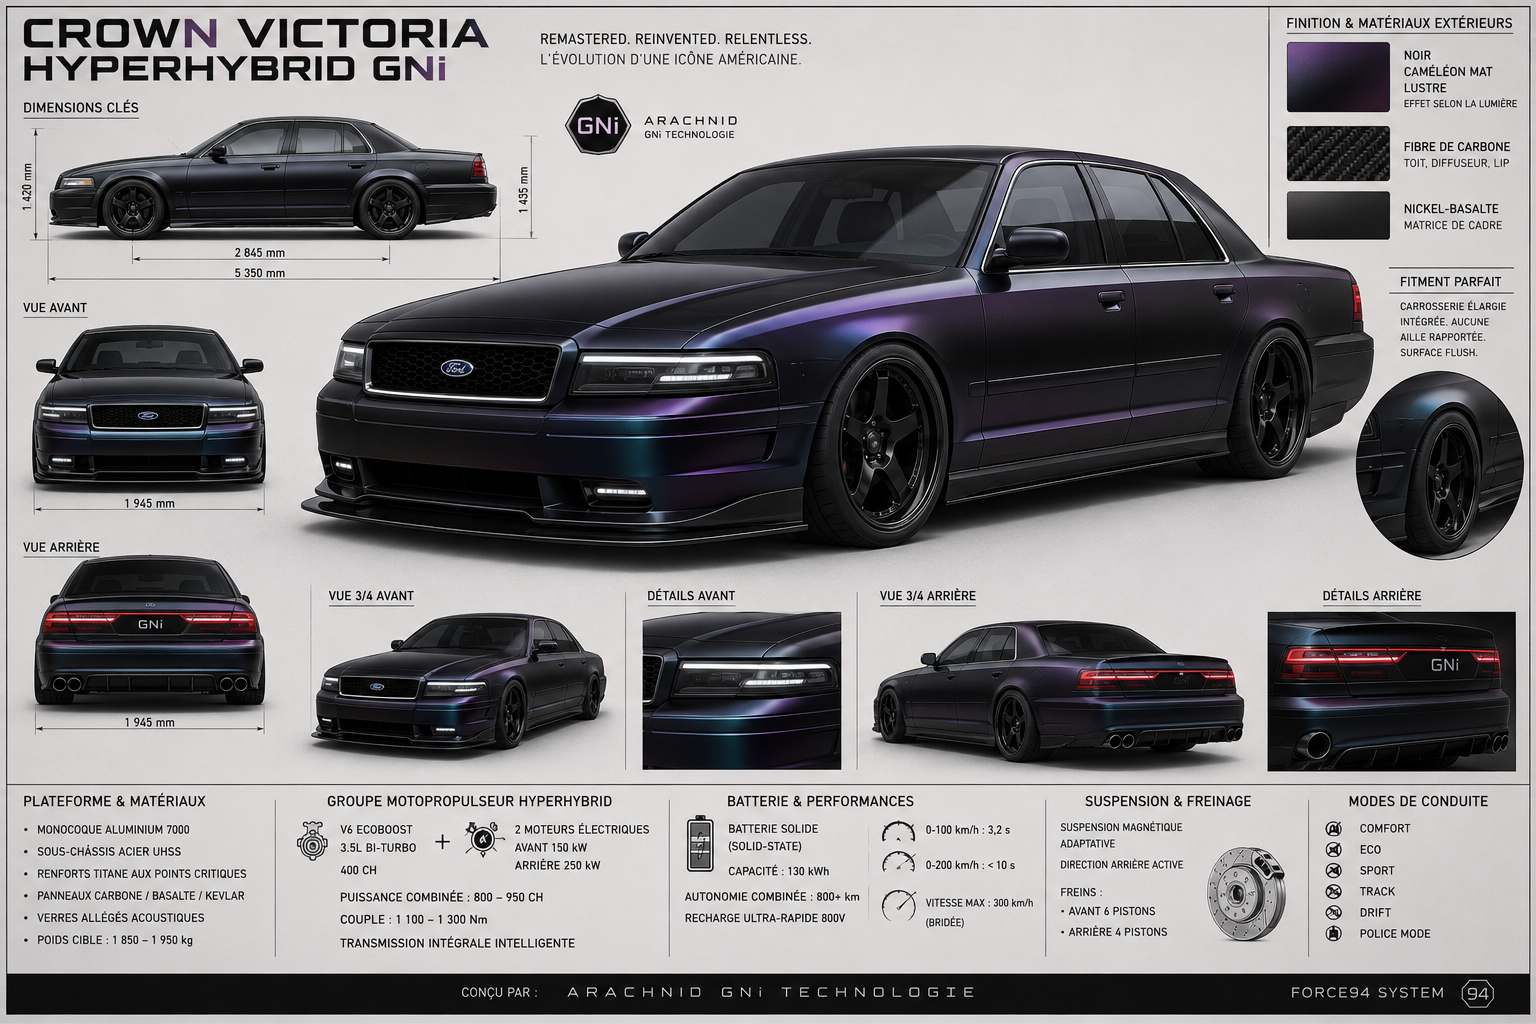 CROWN VICTORIA
HYPERHYBRID GNi
REMASTERED. REINVENTED. RELENTLESS.
L'ÉVOLUTION D'UNE ICÔNE AMÉRICAINE.
GNi
ARACHNID
GNi TECHNOLOGIE
DIMENSIONS CLÉS
1 420 mm
1 435 mm
2 845 mm
5 350 mm
VUE AVANT
Ford
1 945 mm
VUE ARRIÈRE
GNi
1 945 mm
Ford
FINITION & MATÉRIAUX EXTÉRIEURS
NOIR
CAMÉLÉON MAT
LUSTRE
EFFET SELON LA LUMIÈRE
FIBRE DE CARBONE
TOIT, DIFFUSEUR, LIP
NICKEL-BASALTE
MATRICE DE CADRE
FITMENT PARFAIT
CARROSSERIE ÉLARGIE
INTÉGRÉE. AUCUNE
AILLE RAPPORTÉE.
SURFACE FLUSH.
VUE 3/4 AVANT
Ford
DÉTAILS AVANT
VUE 3/4 ARRIÈRE
GNi
DÉTAILS ARRIÈRE
GNi
PLATEFORME & MATÉRIAUX
• MONOCOQUE ALUMINIUM 7000
• SOUS-CHÂSSIS ACIER UHSS
• RENFORTS TITANE AUX POINTS CRITIQUES
• PANNEAUX CARBONE / BASALTE / KEVLAR
• VERRES ALLÉGÉS ACOUSTIQUES
• POIDS CIBLE : 1 850 – 1 950 kg
GROUPE MOTOPROPULSEUR HYPERHYBRID
V6 ECOBOOST
3.5L BI-TURBO
400 CH
+
2 MOTEURS ÉLECTRIQUES
AVANT 150 kW
ARRIÈRE 250 kW
PUISSANCE COMBINÉE : 800 – 950 CH
COUPLE : 1 100 – 1 300 Nm
TRANSMISSION INTÉGRALE INTELLIGENTE
BATTERIE & PERFORMANCES
BATTERIE SOLIDE
(SOLID-STATE)
CAPACITÉ : 130 kWh
AUTONOMIE COMBINÉE : 800+ km
RECHARGE ULTRA-RAPIDE 800V
0-100 km/h : 3,2 s
0-200 km/h : < 10 s
VITESSE MAX : 300 km/h
(BRIDÉE)
SUSPENSION & FREINAGE
SUSPENSION MAGNÉTIQUE
ADAPTATIVE
DIRECTION ARRIÈRE ACTIVE
FREINS :
• AVANT 6 PISTONS
• ARRIÈRE 4 PISTONS
MODES DE CONDUITE
COMFORT
ECO
SPORT
TRACK
DRIFT
POLICE MODE
CONÇU PAR : ARACHNID GNi TECHNOLOGIE
FORCE94 SYSTEM 94